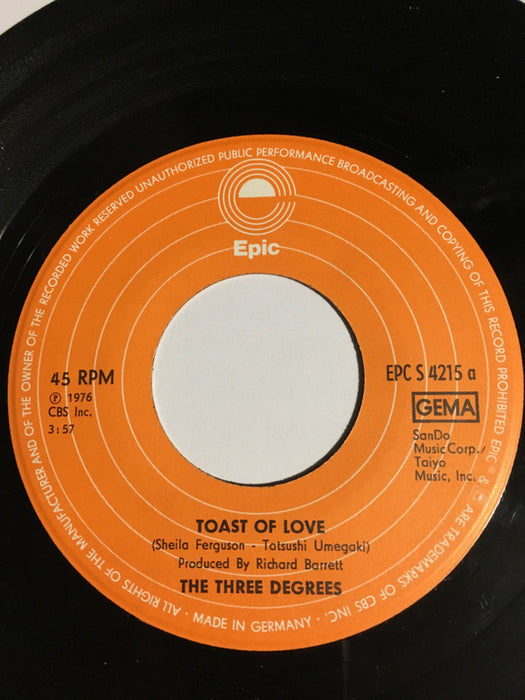 Epic
45 RPM
℗ 1976
CBS Inc.
3:57
EPC S 4215 a
GEMA
SanDo
MusicCorp./
Taiyo
Music, Inc.
TOAST OF LOVE
(Sheila Ferguson - Tatsushi Umegaki)
Produced By Richard Barrett
THE THREE DEGREES
· ALL RIGHTS OF THE MANUFACTURER AND OF THE OWNER OF THE RECORDED WORK RESERVED UNAUTHORIZED PUBLIC PERFORMANCE BROADCASTING AND COPYING OF THIS RECORD PROHIBITED EPIC ® & ARE TRADEMARKS OF CBS INC. ·
MADE IN GERMANY